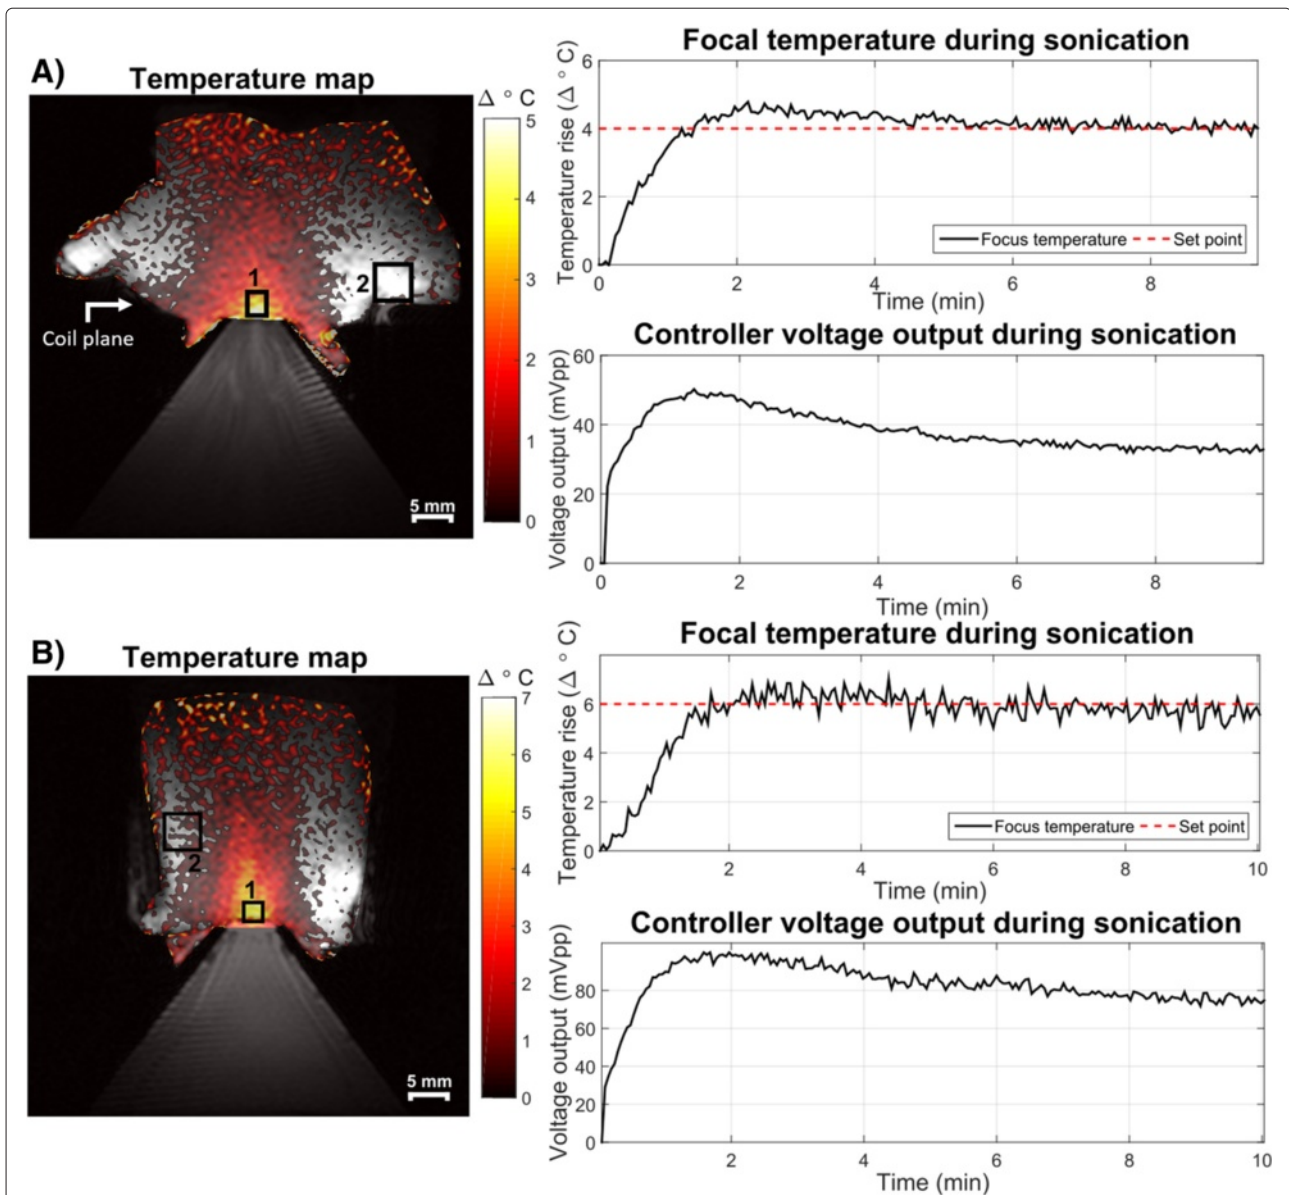 A)
Temperature map
Δ ° C
5
4
3
2
1
0
1
2
Coil plane
5 mm
Focal temperature during sonication
Temperature rise (Δ ° C)
6
4
2
0
Focus temperature
Set point
0
2
4
6
8
Time (min)
Controller voltage output during sonication
Voltage output (mVpp)
60
40
20
0
0
2
4
6
8
Time (min)
B)
Temperature map
Δ ° C
7
6
5
4
3
2
1
0
2
1
5 mm
Focal temperature during sonication
Temperature rise (Δ ° C)
6
4
2
0
Focus temperature
Set point
2
4
6
8
10
Time (min)
Controller voltage output during sonication
Voltage output (mVpp)
80
60
40
20
0
2
4
6
8
10
Time (min)